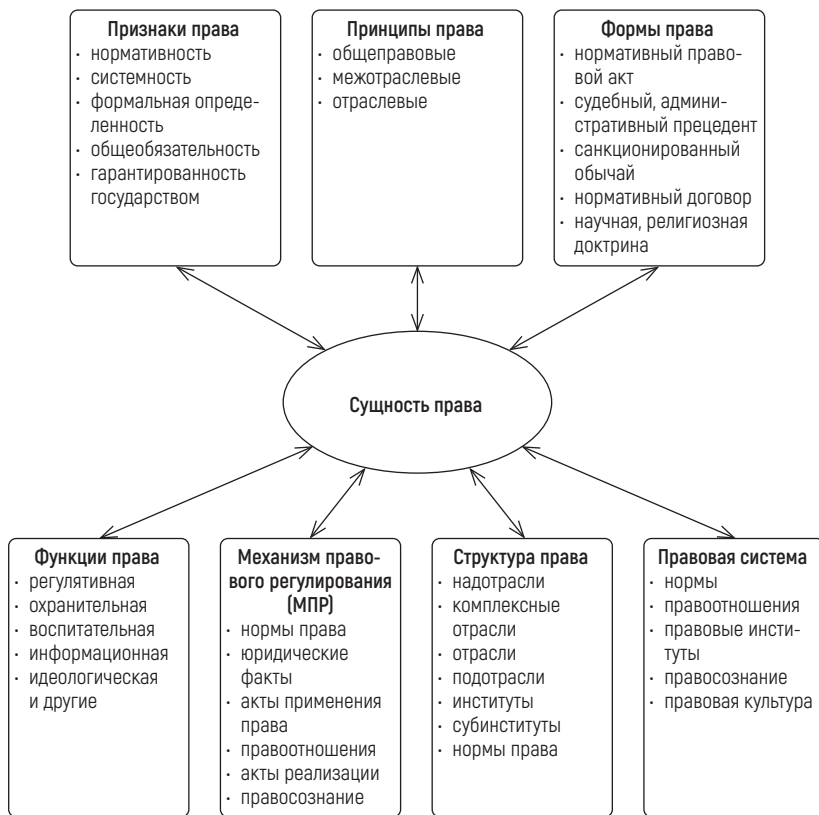 Признаки права
· нормативность
· системность
· формальная опреде-
ленность
· общеобязательность
· гарантированность
государством
Принципы права
· общеправовые
· межотраслевые
· отраслевые
Формы права
· нормативный право-
вой акт
· судебный, админи-
стративный прецедент
· санкционированный
обычай
· нормативный договор
· научная, религиозная
доктрина
Сущность права
Функции права
· регулятивная
· охранительная
· воспитательная
· информационная
· идеологическая
и другие
Механизм право-
вого регулирования
(МПР)
· нормы права
· юридические
факты
· акты применения
права
· правоотношения
· акты реализации
· правосознание
Структура права
· надотрасли
· комплексные
отрасли
· отрасли
· подотрасли
· институты
· субинституты
· нормы права
Правовая система
· нормы
· правоотношения
· правовые инсти-
туты
· правосознание
· правовая культура